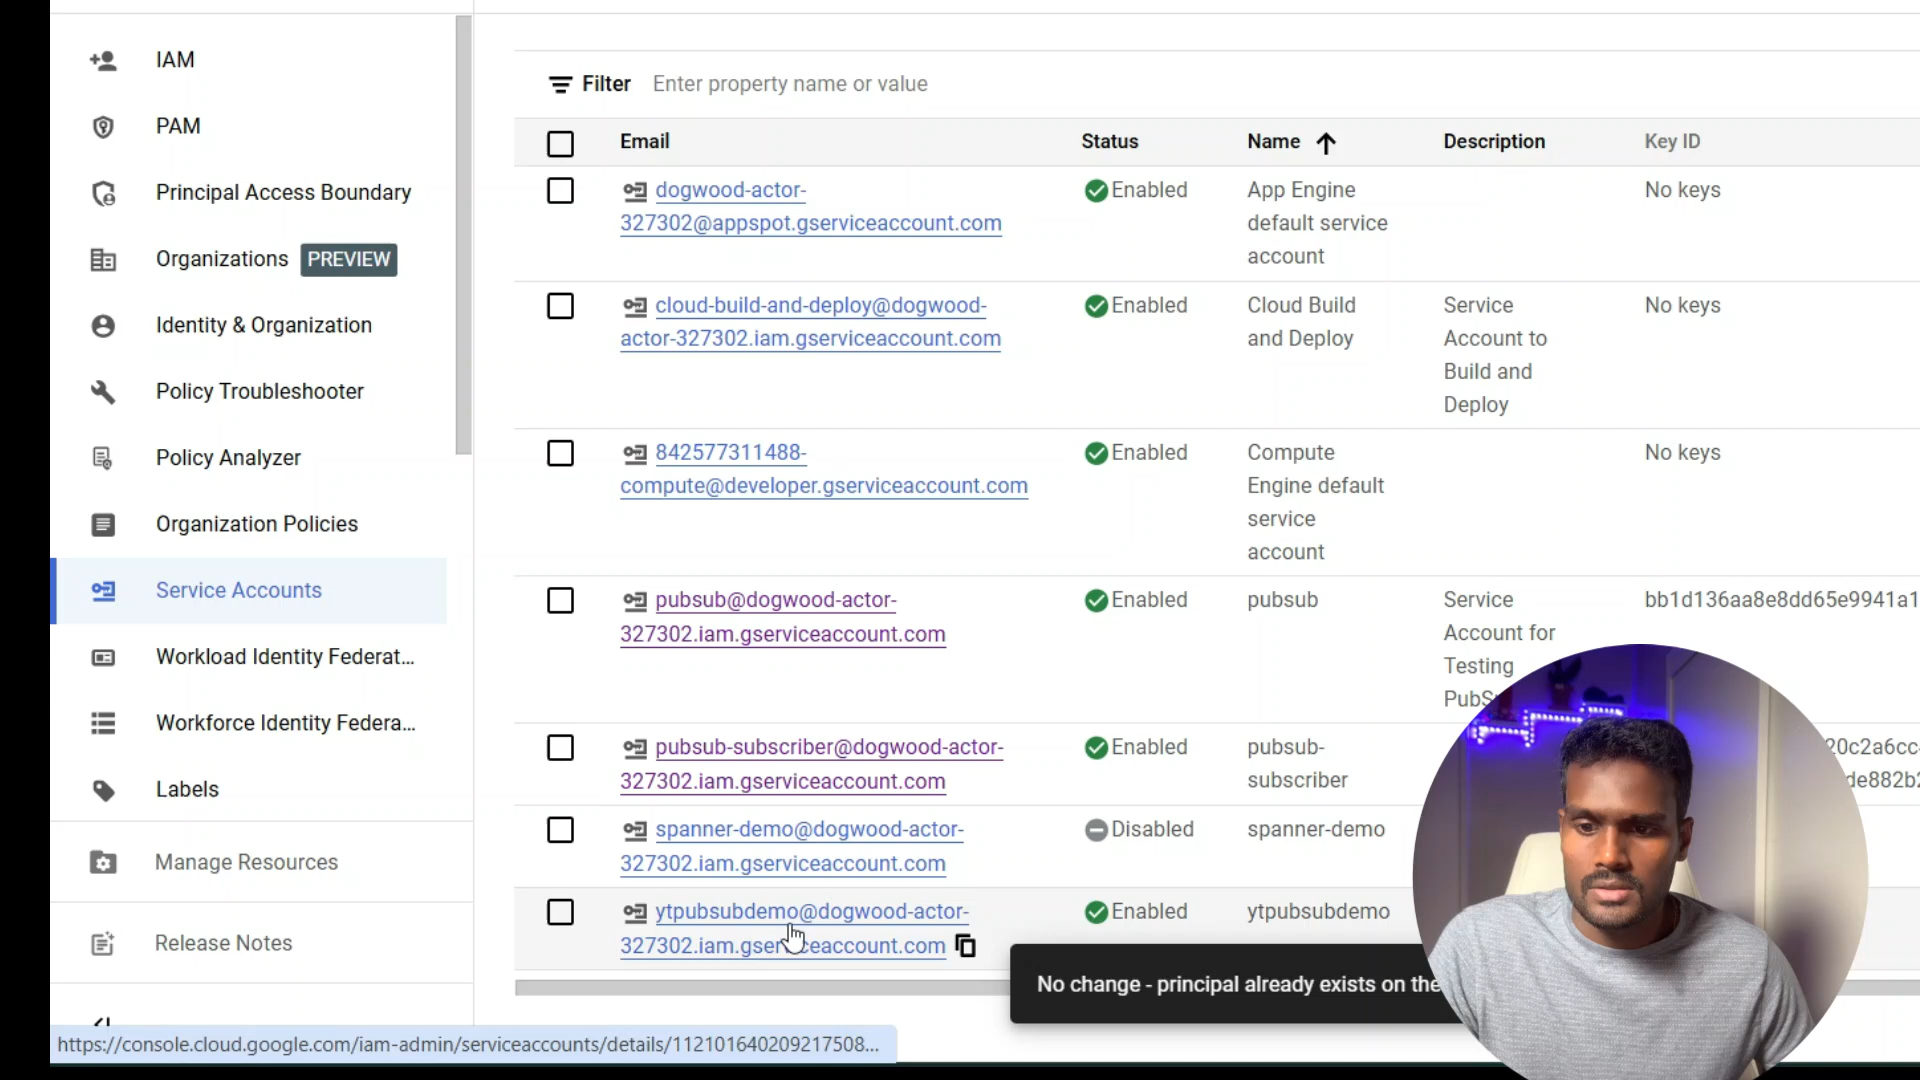 IAM
PAM
Principal Access Boundary
Organizations PREVIEW
Identity & Organization
Policy Troubleshooter
Policy Analyzer
Organization Policies
Service Accounts
Workload Identity Federat...
Workforce Identity Federa...
Labels
Manage Resources
Release Notes
https://console.cloud.google.com/iam-admin/serviceaccounts/details/112101640209217508...
Filter Enter property name or value
Email Status Name Description Key ID
dogwood-actor- Enabled App Engine No keys
327302@appspot.gserviceaccount.com default service
account
cloud-build-and-deploy@dogwood- Enabled Cloud Build Service No keys
actor-327302.iam.gserviceaccount.com and Deploy Account to
Build and
Deploy
842577311488- Enabled Compute No keys
compute@developer.gserviceaccount.com Engine default
service
account
pubsub@dogwood-actor- Enabled pubsub Service bb1d136aa8e8dd65e9941a1
327302.iam.gserviceaccount.com Account for
Testing
PubS
pubsub-subscriber@dogwood-actor- Enabled pubsub- 20c2a6cc
327302.iam.gserviceaccount.com subscriber de882b2
spanner-demo@dogwood-actor- Disabled spanner-demo
327302.iam.gserviceaccount.com
ytpubsubdemo@dogwood-actor- Enabled ytpubsubdemo
327302.iam.gserviceaccount.com
No change - principal already exists on the